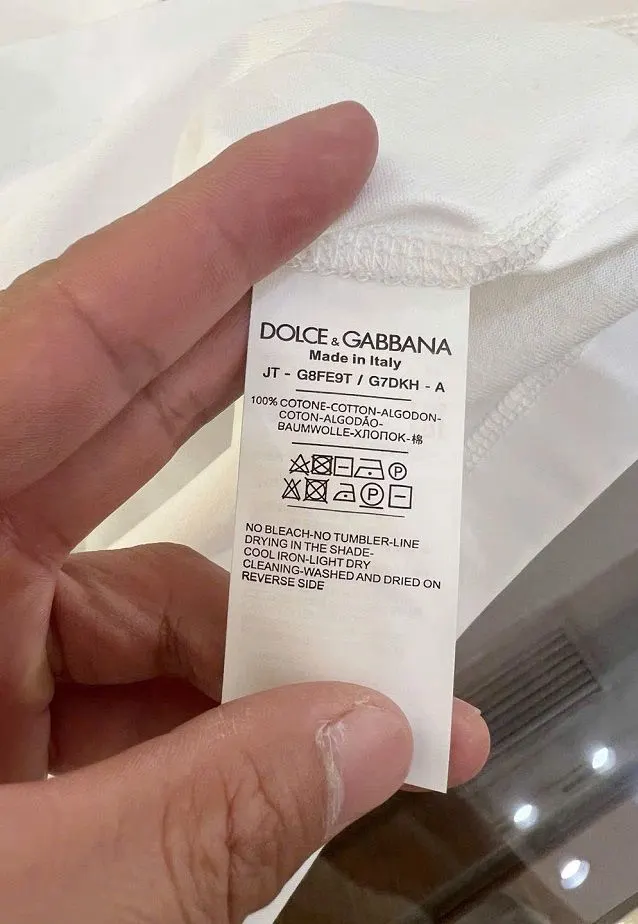 DOLCE & GABBANA
Made in Italy
JT - G8FE9T / G7DKH - A
100% COTONE-COTTON-ALGODON-
COTON-ALGODÃO-
BAUMWOLLE-ХЛОПОК-棉
P
P
NO BLEACH-NO TUMBLER-LINE
DRYING IN THE SHADE-
COOL IRON-LIGHT DRY
CLEANING-WASHED AND DRIED ON
REVERSE SIDE